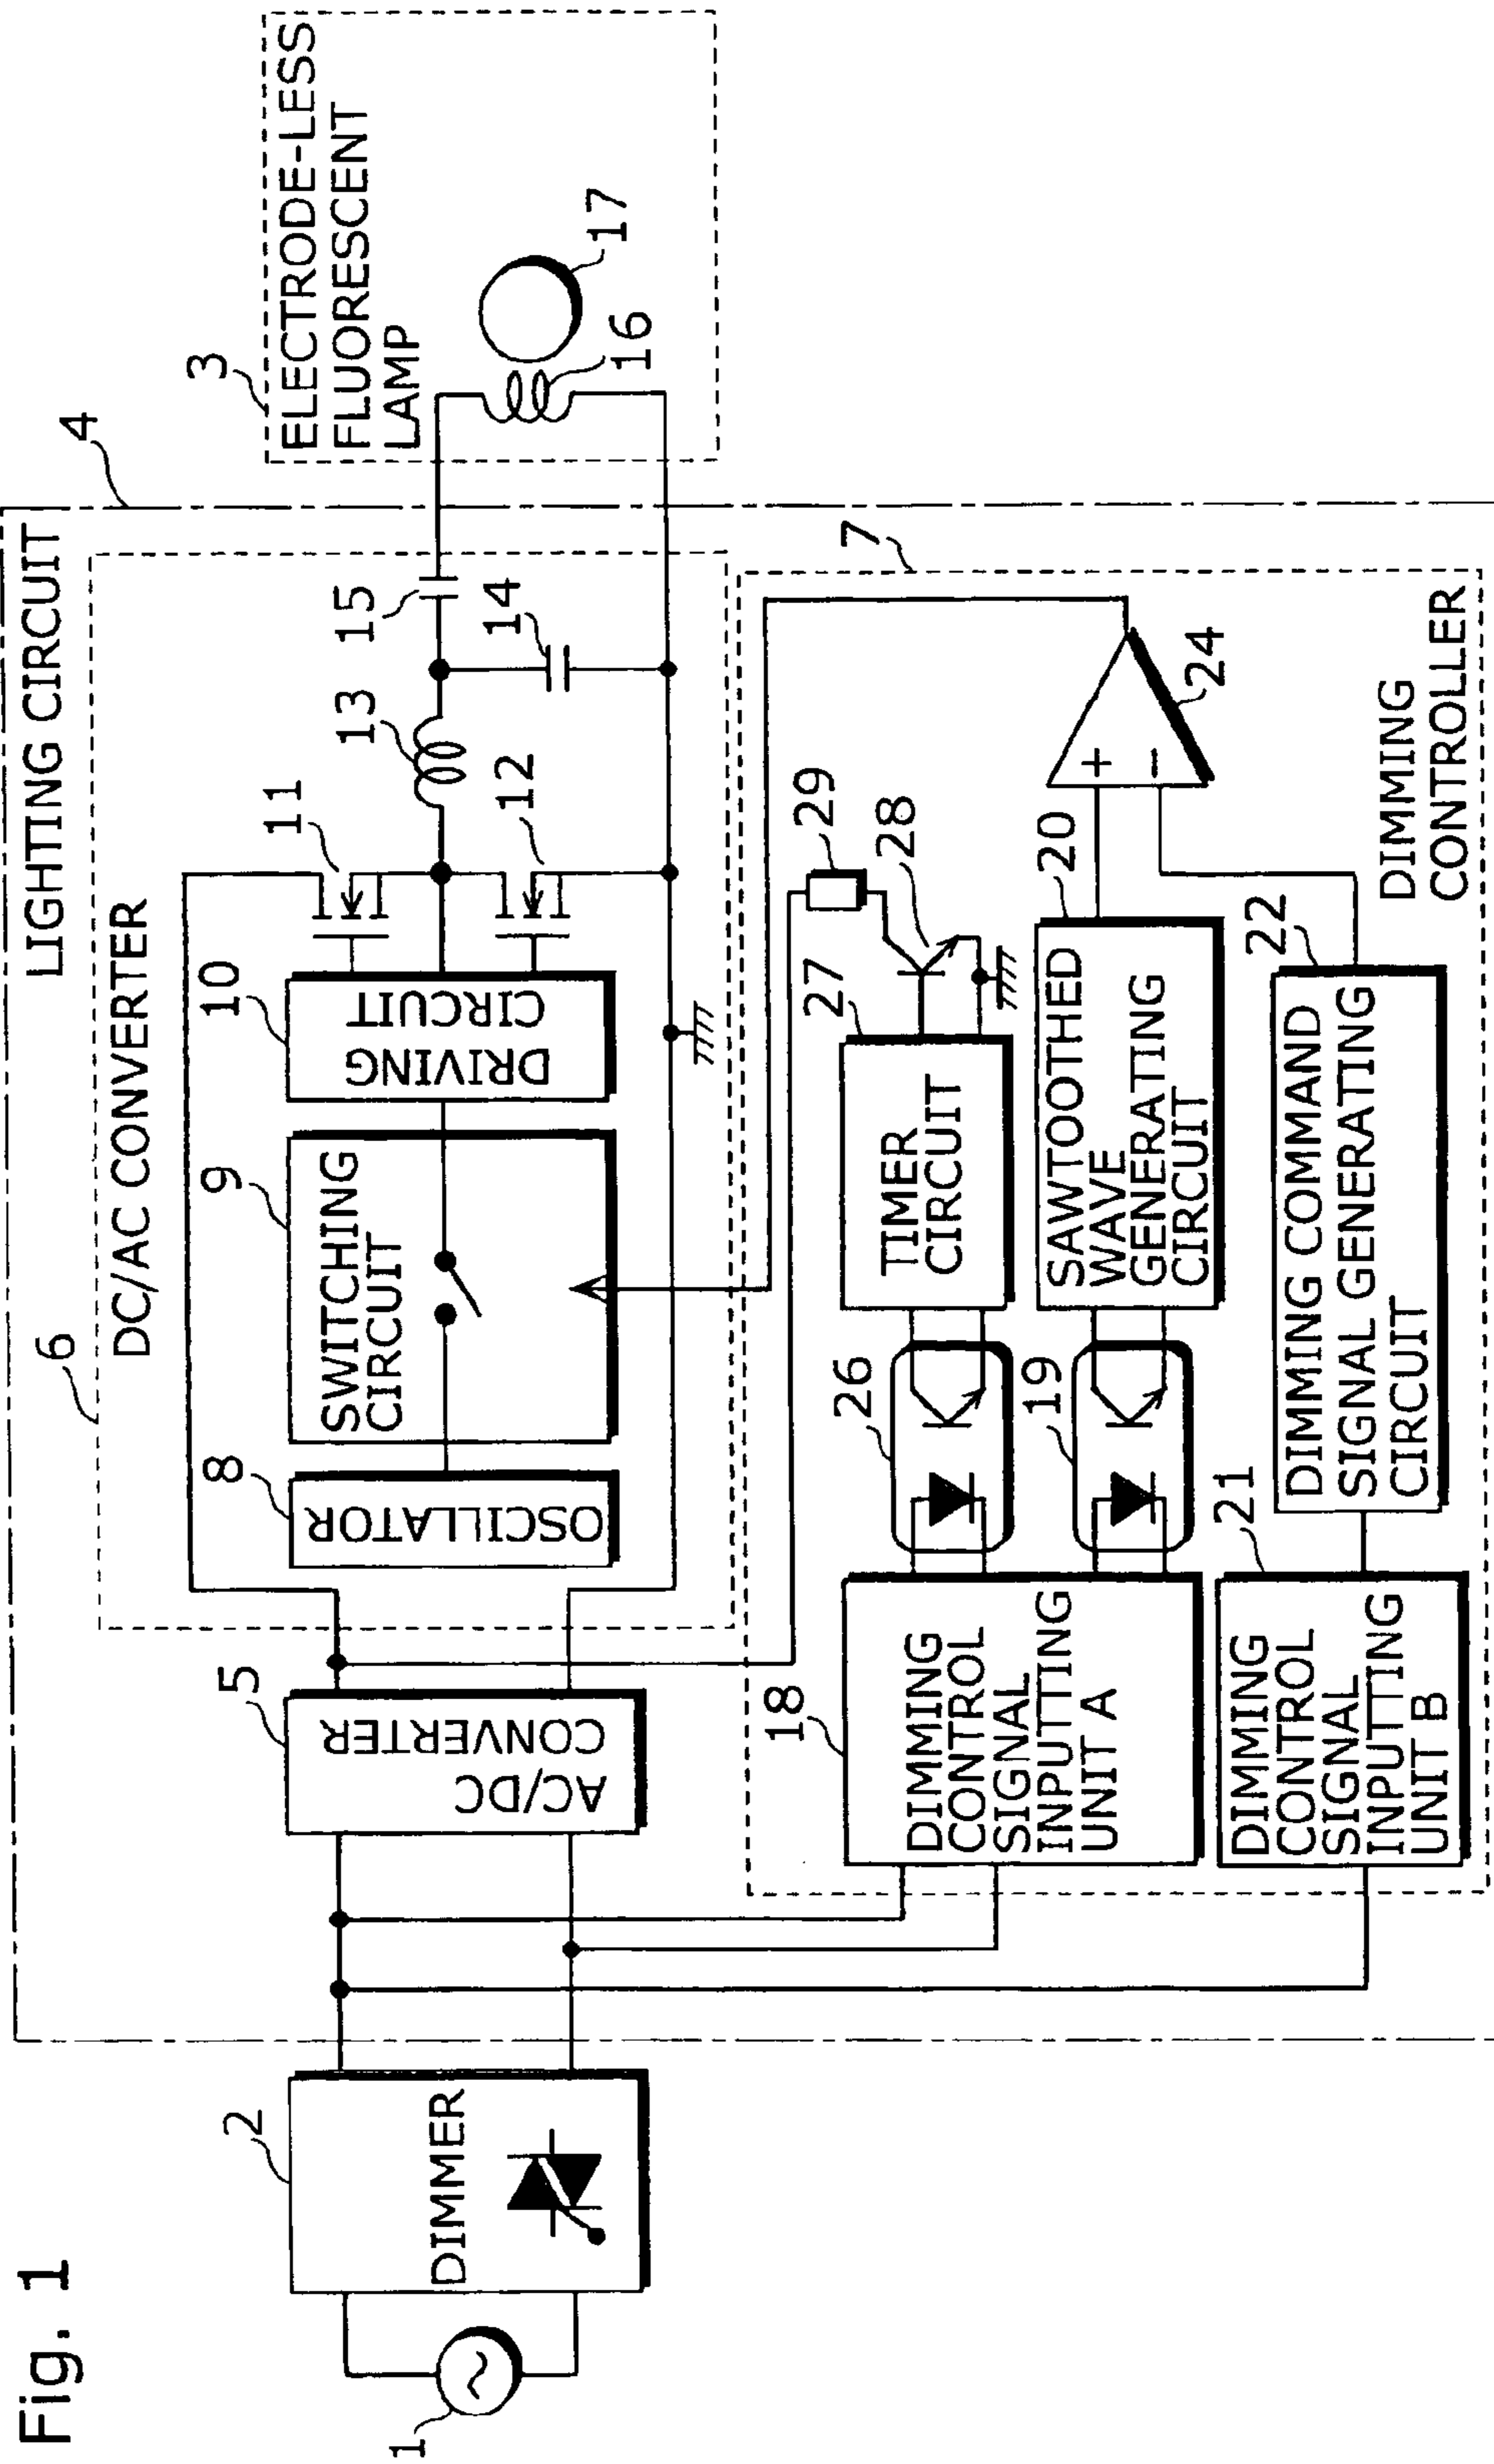 Fig. 1
LIGHTING CIRCUIT
4
6
DC/AC CONVERTER
3
ELECTRODE-LESS
FLUORESCENT
LAMP
17
16
1
2
DIMMER
5
AC/DC
CONVERTER
8
OSCILLATOR
9
SWITCHING
CIRCUIT
10
DRIVING
CIRCUIT
11
12
13
14
15
7
18
DIMMING
CONTROL
SIGNAL
INPUTTING
UNIT A
26
27
TIMER
CIRCUIT
28
29
19
20
SAWTOOTHED
WAVE
GENERATING
CIRCUIT
+
−
24
21
DIMMING
CONTROL
SIGNAL
INPUTTING
UNIT B
22
DIMMING COMMAND
SIGNAL GENERATING
CIRCUIT
DIMMING
CONTROLLER